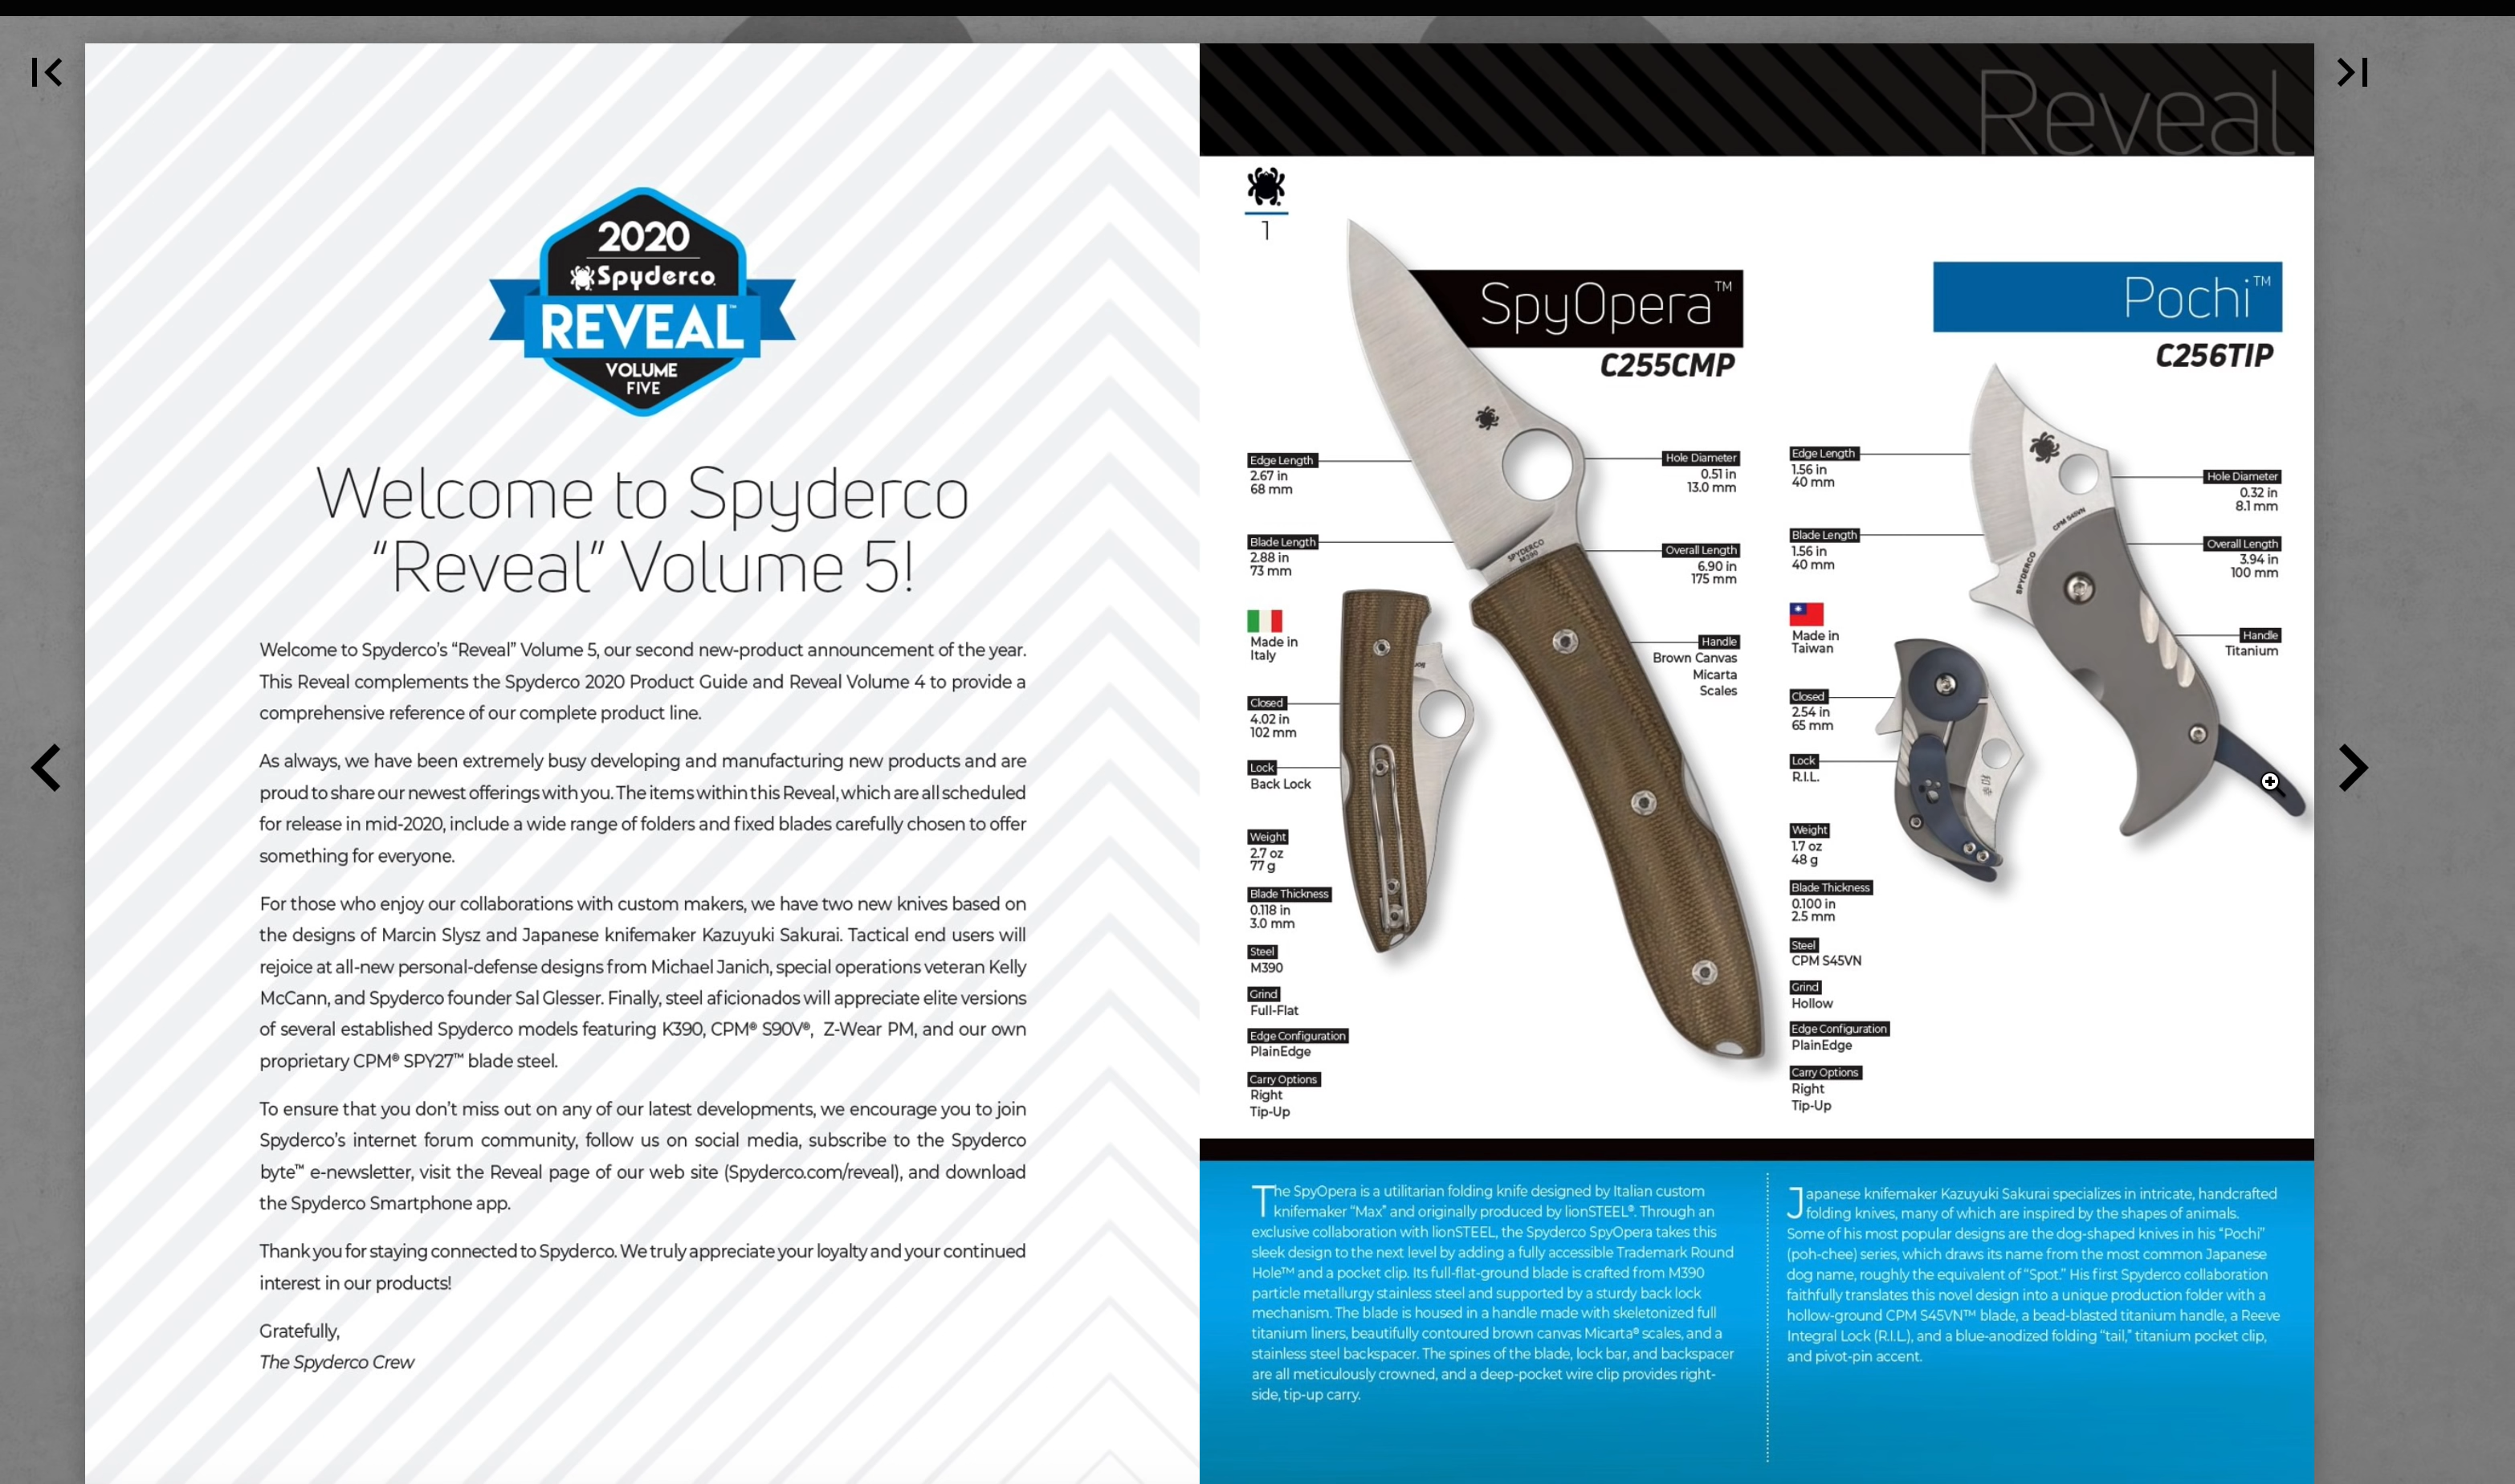 2020
Spyderco
REVEAL™
VOLUME
FIVE
Welcome to Spyderco
“Reveal” Volume 5!
Welcome to Spyderco’s “Reveal” Volume 5, our second new-product announcement of the year.
This Reveal complements the Spyderco 2020 Product Guide and Reveal Volume 4 to provide a
comprehensive reference of our complete product line.
As always, we have been extremely busy developing and manufacturing new products and are
proud to share our newest offerings with you. The items within this Reveal, which are all scheduled
for release in mid-2020, include a wide range of folders and fixed blades carefully chosen to offer
something for everyone.
For those who enjoy our collaborations with custom makers, we have two new knives based on
the designs of Marcin Slysz and Japanese knifemaker Kazuyuki Sakurai. Tactical end users will
rejoice at all-new personal-defense designs from Michael Janich, special operations veteran Kelly
McCann, and Spyderco founder Sal Glesser. Finally, steel aficionados will appreciate elite versions
of several established Spyderco models featuring K390, CPM® S90V®, Z-Wear PM, and our own
proprietary CPM® SPY27™ blade steel.
To ensure that you don’t miss out on any of our latest developments, we encourage you to join
Spyderco’s internet forum community, follow us on social media, subscribe to the Spyderco
byte™ e-newsletter, visit the Reveal page of our web site (Spyderco.com/reveal), and download
the Spyderco Smartphone app.
Thank you for staying connected to Spyderco. We truly appreciate your loyalty and your continued
interest in our products!
Gratefully,
The Spyderco Crew
Reveal
1
SpyOpera™
C255CMP
Edge Length
2.67 in
68 mm
Blade Length
2.88 in
73 mm
Made in
Italy
Closed
4.02 in
102 mm
Lock
Back Lock
Weight
2.7 oz
77 g
Blade Thickness
0.118 in
3.0 mm
Steel
M390
Grind
Full-Flat
Edge Configuration
PlainEdge
Carry Options
Right
Tip-Up
SPYDERCO
M390
Hole Diameter
0.51 in
13.0 mm
Overall Length
6.90 in
175 mm
Handle
Brown Canvas
Micarta
Scales
Pochi™
C256TIP
Edge Length
1.56 in
40 mm
Blade Length
1.56 in
40 mm
Made in
Taiwan
Closed
2.54 in
65 mm
Lock
R.I.L.
Weight
1.7 oz
48 g
Blade Thickness
0.100 in
2.5 mm
Steel
CPM S45VN
Grind
Hollow
Edge Configuration
PlainEdge
Carry Options
Right
Tip-Up
CPM S45VN
SPYDERCO
Hole Diameter
0.32 in
8.1 mm
Overall Length
3.94 in
100 mm
Handle
Titanium
The SpyOpera is a utilitarian folding knife designed by Italian custom
knifemaker “Max” and originally produced by lionSTEEL®. Through an
exclusive collaboration with lionSTEEL, the Spyderco SpyOpera takes this
sleek design to the next level by adding a fully accessible Trademark Round
Hole™ and a pocket clip. Its full-flat-ground blade is crafted from M390
particle metallurgy stainless steel and supported by a sturdy back lock
mechanism. The blade is housed in a handle made with skeletonized full
titanium liners, beautifully contoured brown canvas Micarta® scales, and a
stainless steel backspacer. The spines of the blade, lock bar, and backspacer
are all meticulously crowned, and a deep-pocket wire clip provides right-
side, tip-up carry.
Japanese knifemaker Kazuyuki Sakurai specializes in intricate, handcrafted
folding knives, many of which are inspired by the shapes of animals.
Some of his most popular designs are the dog-shaped knives in his “Pochi”
(poh-chee) series, which draws its name from the most common Japanese
dog name, roughly the equivalent of “Spot.” His first Spyderco collaboration
faithfully translates this novel design into a unique production folder with a
hollow-ground CPM S45VN™ blade, a bead-blasted titanium handle, a Reeve
Integral Lock (R.I.L.), and a blue-anodized folding “tail,” titanium pocket clip,
and pivot-pin accent.